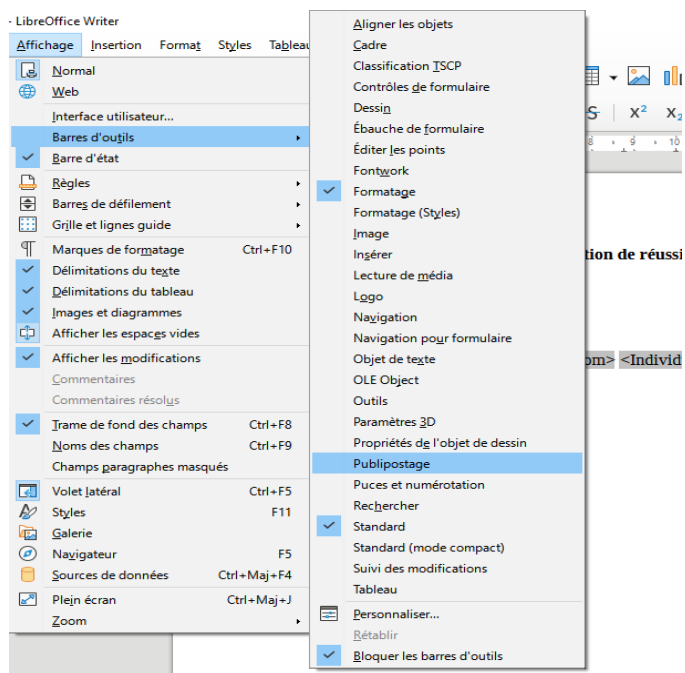 - LibreOffice Writer
Affichage Insertion Format Styles Tableau
Normal
Web
Interface utilisateur...
Barres d'outils
Barre d'état
Règles
Barres de défilement
Grille et lignes guide
Marques de formatage Ctrl+F10
Délimitations du texte
Délimitations du tableau
Images et diagrammes
Afficher les espaces vides
Afficher les modifications
Commentaires
Commentaires résolus
Trame de fond des champs Ctrl+F8
Noms des champs Ctrl+F9
Champs paragraphes masqués
Volet latéral Ctrl+F5
Styles F11
Galerie
Navigateur F5
Sources de données Ctrl+Maj+F4
Plein écran Ctrl+Maj+J
Zoom
Aligner les objets
Cadre
Classification TSCP
Contrôles de formulaire
Dessin
Ébauche de formulaire
Éditer les points
Fontwork
Formatage
Formatage (Styles)
Image
Insérer
Lecture de média
Logo
Navigation
Navigation pour formulaire
Objet de texte
OLE Object
Outils
Paramètres 3D
Propriétés de l'objet de dessin
Publipostage
Puces et numérotation
Rechercher
Standard
Standard (mode compact)
Suivi des modifications
Tableau
Personnaliser...
Rétablir
Bloquer les barres d'outils
S X² X₂
8 9 10
tion de réussi
om> <Individ